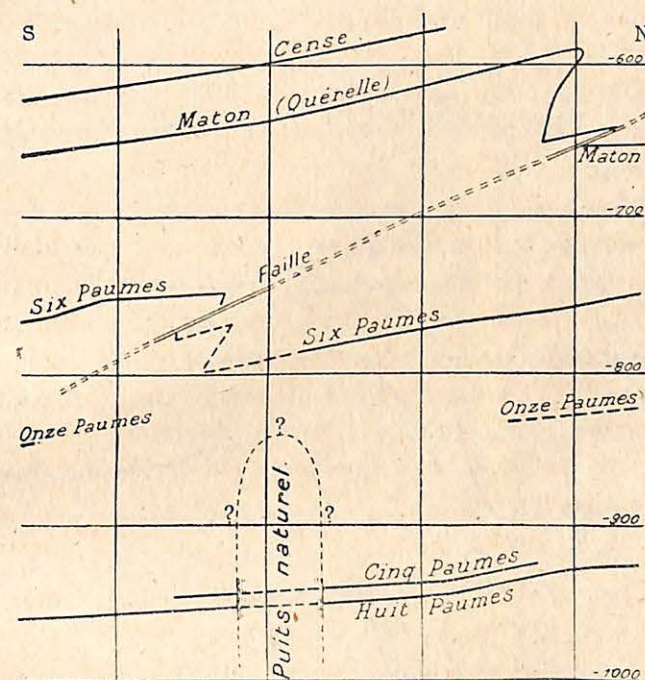 S
N
Cense
-600
Maton (Quérelle)
Maton
-700
Faille
Six Paumes
Six Paumes
-800
Onze Paumes
Onze Paumes
?
?
?
-900
Puits naturel.
Cinq Paumes
Huit Paumes
-1000